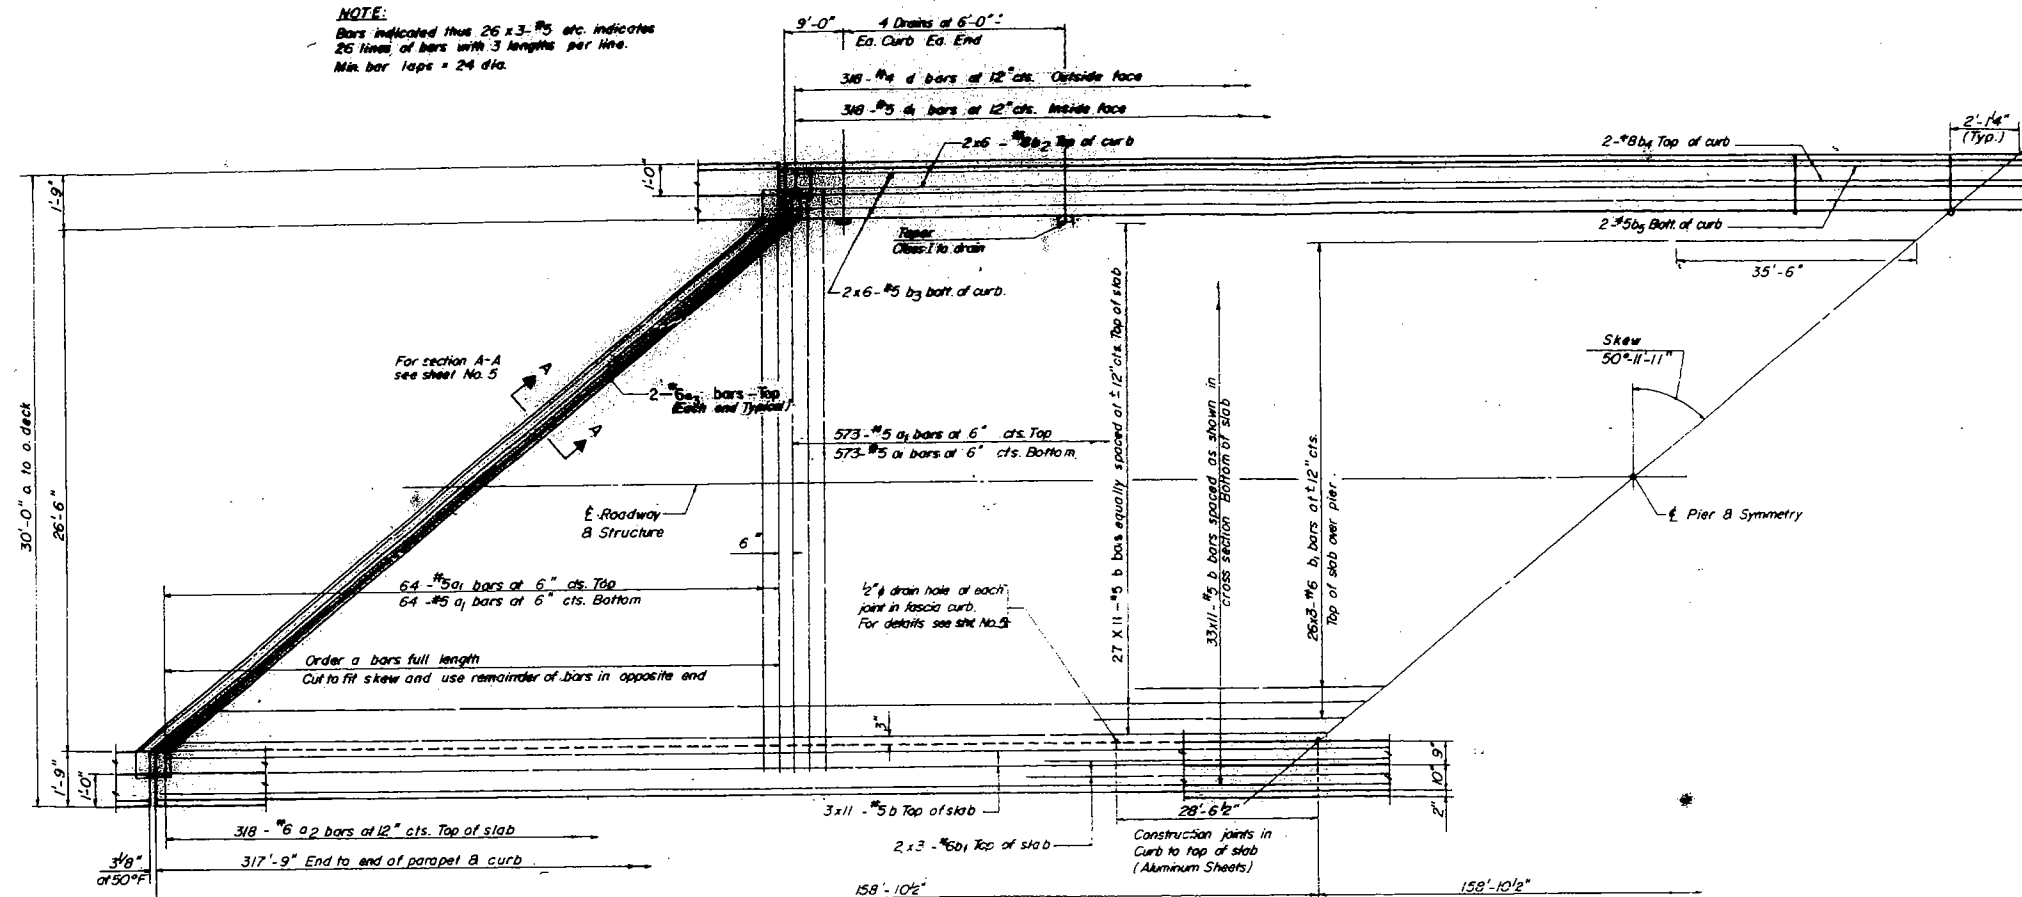 NOTE:
Bars indicated thus 26 x 3-#5 etc. indicates
26 lines of bars with 3 lengths per line.
Min. bar laps = 24 dia.
9'-0"
4 Drains at 6'-0"
Ea. Curb Ea. End
318-#4 d bars at 12" cts. Outside face
318-#5 d1 bars at 12" cts. Inside face
2x6 - #8b2 Top of curb
2-#8b4 Top of curb
2'-1¼"
(Typ.)
1'-0"
1'-9"
Taper
Class I to drain
2-#5b5 Bott. of curb
35'-6"
2x6-#5 b3 bott. of curb.
Skew
50°-11'-11"
For section A-A
see sheet No. 5
A
A
2-#6a3 bars-Top
(Each end Typical)
573-#5 a1 bars at 6" cts. Top
573-#5 a1 bars at 6" cts. Bottom
30'-0" o. to o. deck
26'-6"
27 X 11-#5 b bars equally spaced at ±12" cts. Top of slab
33x11-#5 b bars spaced as shown in
cross section Bottom of slab
26x3-#6 b1 bars at ±12" cts.
Top of slab over pier.
℄ Roadway
& Structure
℄ Pier & Symmetry
6"
64-#5a1 bars at 6" cts. Top
64-#5 a1 bars at 6" cts. Bottom
½"ϕ drain hole at each
joint in fascia curb.
For details see sht. No. 5
Order a bars full length
Cut to fit skew and use remainder of bars in opposite end
3"
1'-9"
1'-0"
9"
10"
2"
3x11-#5 b Top of slab
28'-6½"
318-#6 a2 bars at 12" cts. Top of slab
2x3-#6b1 Top of slab
Construction joints in
Curb to top of slab
(Aluminum Sheets)
3⅛"
at 50°F
317'-9" End to end of parapet & curb
158'-10½"
158'-10½"